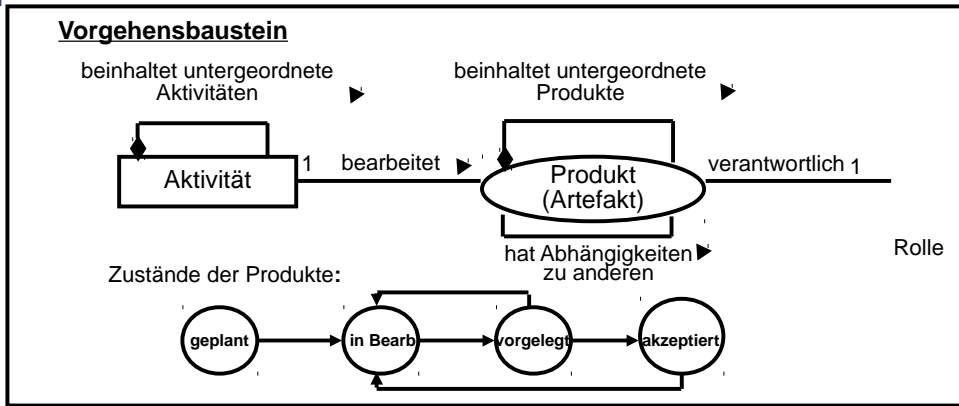 Vorgehensbaustein
beinhaltet untergeordnete
Aktivitäten
beinhaltet untergeordnete
Produkte
Aktivität
1
bearbeitet
Produkt
(Artefakt)
verantwortlich 1
hat Abhängigkeiten
zu anderen
Rolle
Zustände der Produkte:
geplant
in Bearb
vorgelegt
akzeptiert